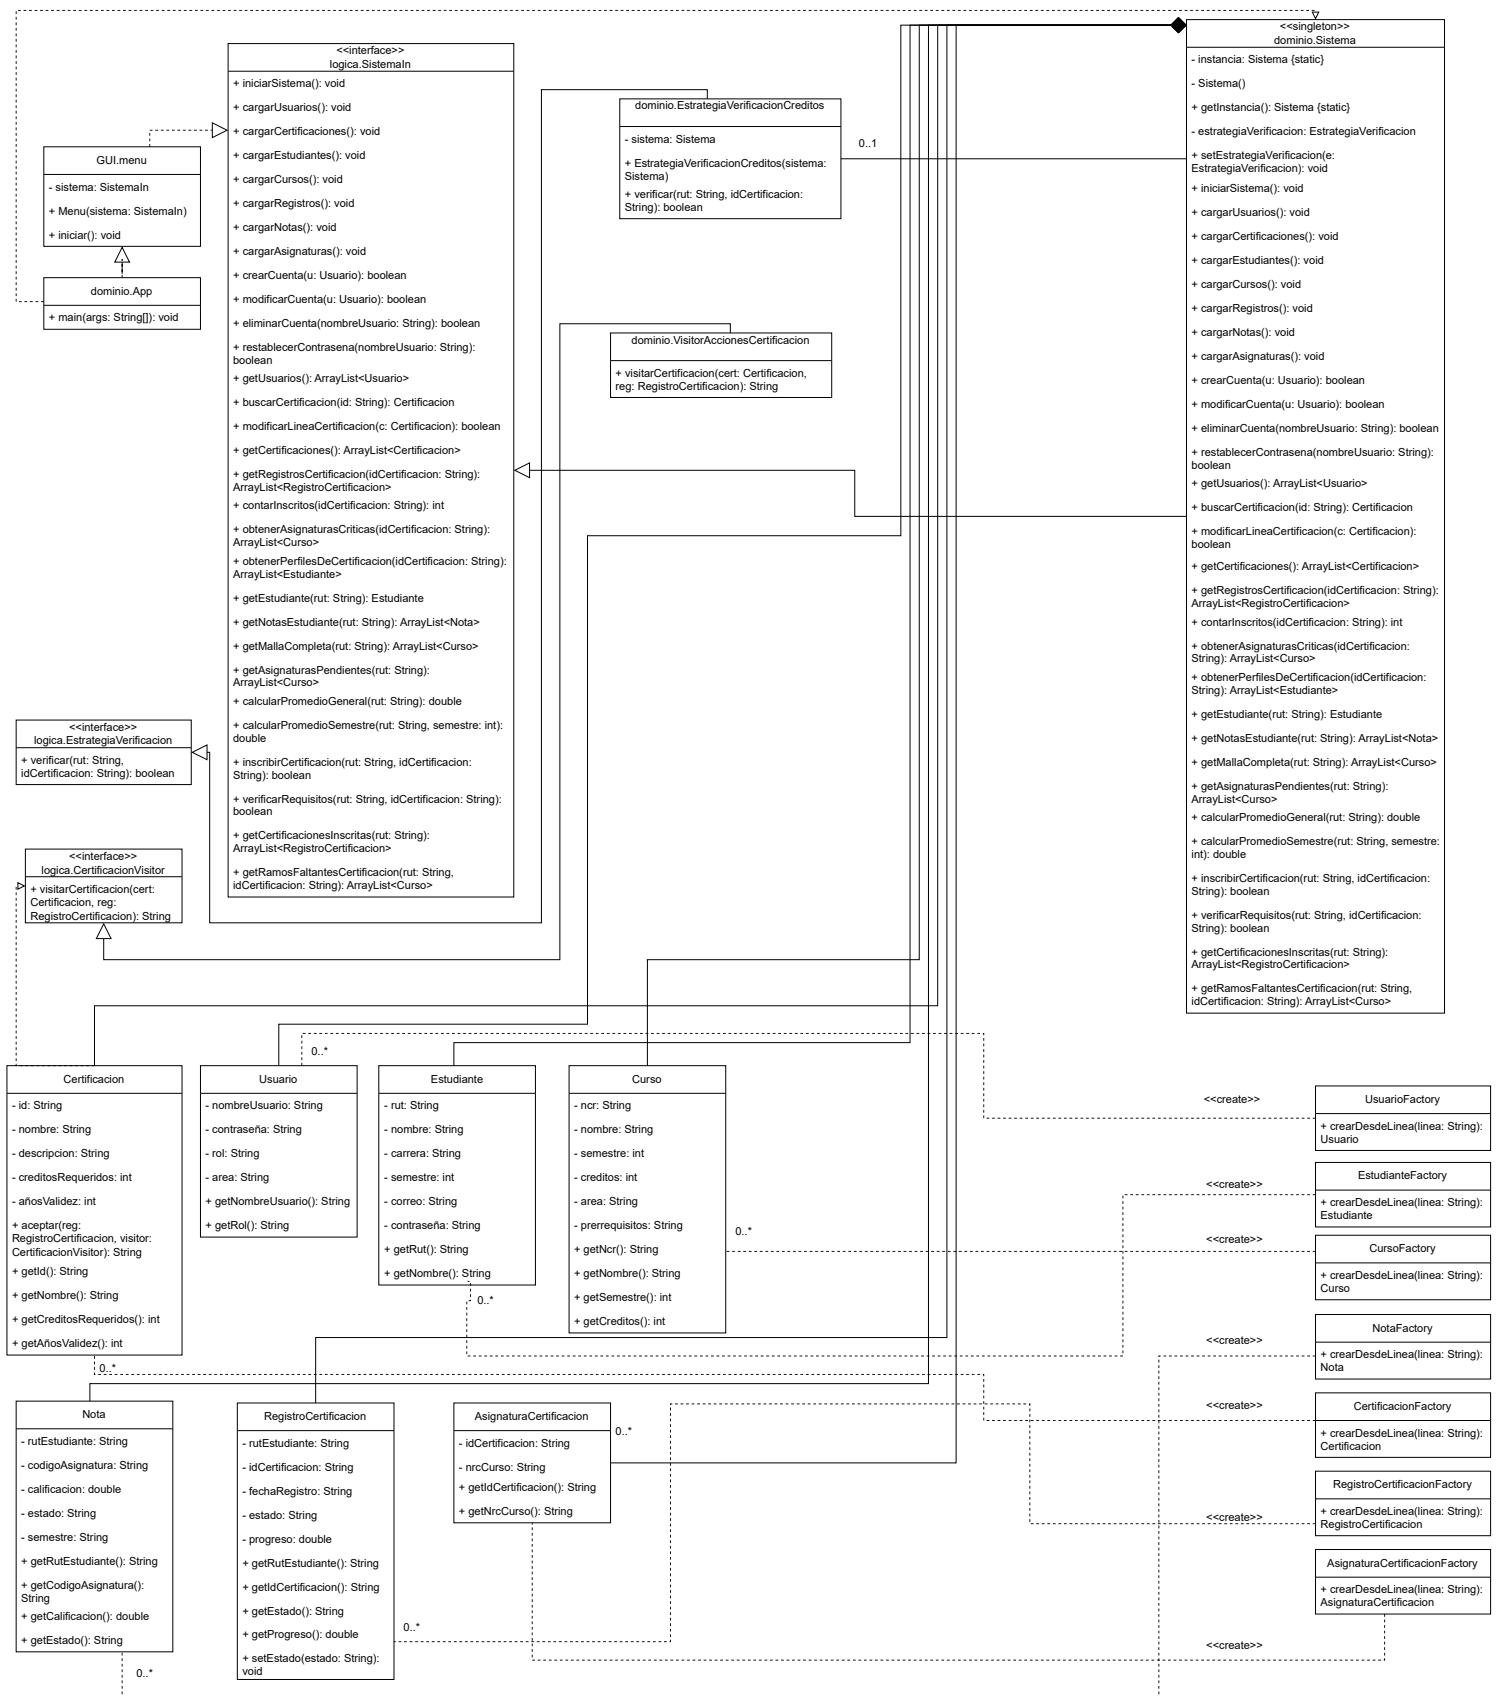 <<interface>>
logica.SistemaIn
+ iniciarSistema(): void
+ cargarUsuarios(): void
+ cargarCertificaciones(): void
+ cargarEstudiantes(): void
+ cargarCursos(): void
+ cargarRegistros(): void
+ cargarNotas(): void
+ cargarAsignaturas(): void
+ crearCuenta(u: Usuario): boolean
+ modificarCuenta(u: Usuario): boolean
+ eliminarCuenta(nombreUsuario: String): boolean
+ restablecerContrasena(nombreUsuario: String):
boolean
+ getUsuarios(): ArrayList<Usuario>
+ buscarCertificacion(id: String): Certificacion
+ modificarLineaCertificacion(c: Certificacion): boolean
+ getCertificaciones(): ArrayList<Certificacion>
+ getRegistrosCertificacion(idCertificacion: String):
ArrayList<RegistroCertificacion>
+ contarInscritos(idCertificacion: String): int
+ obtenerAsignaturasCriticas(idCertificacion: String):
ArrayList<Curso>
+ obtenerPerfilesDeCertificacion(idCertificacion: String):
ArrayList<Estudiante>
+ getEstudiante(rut: String): Estudiante
+ getNotasEstudiante(rut: String): ArrayList<Nota>
+ getMallaCompleta(rut: String): ArrayList<Curso>
+ getAsignaturasPendientes(rut: String):
ArrayList<Curso>
+ calcularPromedioGeneral(rut: String): double
+ calcularPromedioSemestre(rut: String, semestre: int):
double
+ inscribirCertificacion(rut: String, idCertificacion:
String): boolean
+ verificarRequisitos(rut: String, idCertificacion: String):
boolean
+ getCertificacionesInscritas(rut: String):
ArrayList<RegistroCertificacion>
+ getRamosFaltantesCertificacion(rut: String,
idCertificacion: String): ArrayList<Curso>
GUI.menu
- sistema: SistemaIn
+ Menu(sistema: SistemaIn)
+ iniciar(): void
dominio.App
+ main(args: String[]): void
dominio.EstrategiaVerificacionCreditos
- sistema: Sistema
+ EstrategiaVerificacionCreditos(sistema:
Sistema)
+ verificar(rut: String, idCertificacion:
String): boolean
0..1
dominio.VisitorAccionesCertificacion
+ visitarCertificacion(cert: Certificacion,
reg: RegistroCertificacion): String
<<singleton>>
dominio.Sistema
- instancia: Sistema {static}
- Sistema()
+ getInstancia(): Sistema {static}
- estrategiaVerificacion: EstrategiaVerificacion
+ setEstrategiaVerificacion(e:
EstrategiaVerificacion): void
+ iniciarSistema(): void
+ cargarUsuarios(): void
+ cargarCertificaciones(): void
+ cargarEstudiantes(): void
+ cargarCursos(): void
+ cargarRegistros(): void
+ cargarNotas(): void
+ cargarAsignaturas(): void
+ crearCuenta(u: Usuario): boolean
+ modificarCuenta(u: Usuario): boolean
+ eliminarCuenta(nombreUsuario: String): boolean
+ restablecerContrasena(nombreUsuario: String):
boolean
+ getUsuarios(): ArrayList<Usuario>
+ buscarCertificacion(id: String): Certificacion
+ modificarLineaCertificacion(c: Certificacion):
boolean
+ getCertificaciones(): ArrayList<Certificacion>
+ getRegistrosCertificacion(idCertificacion: String):
ArrayList<RegistroCertificacion>
+ contarInscritos(idCertificacion: String): int
+ obtenerAsignaturasCriticas(idCertificacion:
String): ArrayList<Curso>
+ obtenerPerfilesDeCertificacion(idCertificacion:
String): ArrayList<Estudiante>
+ getEstudiante(rut: String): Estudiante
+ getNotasEstudiante(rut: String): ArrayList<Nota>
+ getMallaCompleta(rut: String): ArrayList<Curso>
+ getAsignaturasPendientes(rut: String):
ArrayList<Curso>
+ calcularPromedioGeneral(rut: String): double
+ calcularPromedioSemestre(rut: String, semestre:
int): double
+ inscribirCertificacion(rut: String, idCertificacion:
String): boolean
+ verificarRequisitos(rut: String, idCertificacion:
String): boolean
+ getCertificacionesInscritas(rut: String):
ArrayList<RegistroCertificacion>
+ getRamosFaltantesCertificacion(rut: String,
idCertificacion: String): ArrayList<Curso>
<<interface>>
logica.EstrategiaVerificacion
+ verificar(rut: String,
idCertificacion: String): boolean
<<interface>>
logica.CertificacionVisitor
+ visitarCertificacion(cert:
Certificacion, reg:
RegistroCertificacion): String
Certificacion
- id: String
- nombre: String
- descripcion: String
- creditosRequeridos: int
- añosValidez: int
+ aceptar(reg:
RegistroCertificacion, visitor:
CertificacionVisitor): String
+ getId(): String
+ getNombre(): String
+ getCreditosRequeridos(): int
+ getAñosValidez(): int
0..*
0..*
Usuario
- nombreUsuario: String
- contraseña: String
- rol: String
- area: String
+ getNombreUsuario(): String
+ getRol(): String
Estudiante
- rut: String
- nombre: String
- carrera: String
- semestre: int
- correo: String
- contraseña: String
+ getRut(): String
+ getNombre(): String
0..*
Curso
- ncr: String
- nombre: String
- semestre: int
- creditos: int
- area: String
- prerrequisitos: String
+ getNcr(): String
+ getNombre(): String
+ getSemestre(): int
+ getCreditos(): int
0..*
<<create>>
UsuarioFactory
+ crearDesdeLinea(linea: String):
Usuario
<<create>>
EstudianteFactory
+ crearDesdeLinea(linea: String):
Estudiante
<<create>>
CursoFactory
+ crearDesdeLinea(linea: String):
Curso
<<create>>
NotaFactory
+ crearDesdeLinea(linea: String):
Nota
<<create>>
CertificacionFactory
+ crearDesdeLinea(linea: String):
Certificacion
<<create>>
RegistroCertificacionFactory
+ crearDesdeLinea(linea: String):
RegistroCertificacion
AsignaturaCertificacionFactory
+ crearDesdeLinea(linea: String):
AsignaturaCertificacion
<<create>>
Nota
- rutEstudiante: String
- codigoAsignatura: String
- calificacion: double
- estado: String
- semestre: String
+ getRutEstudiante(): String
+ getCodigoAsignatura():
String
+ getCalificacion(): double
+ getEstado(): String
0..*
RegistroCertificacion
- rutEstudiante: String
- idCertificacion: String
- fechaRegistro: String
- estado: String
- progreso: double
+ getRutEstudiante(): String
+ getIdCertificacion(): String
+ getEstado(): String
+ getProgreso(): double
+ setEstado(estado: String):
void
0..*
AsignaturaCertificacion
- idCertificacion: String
- nrcCurso: String
+ getIdCertificacion(): String
+ getNrcCurso(): String
0..*